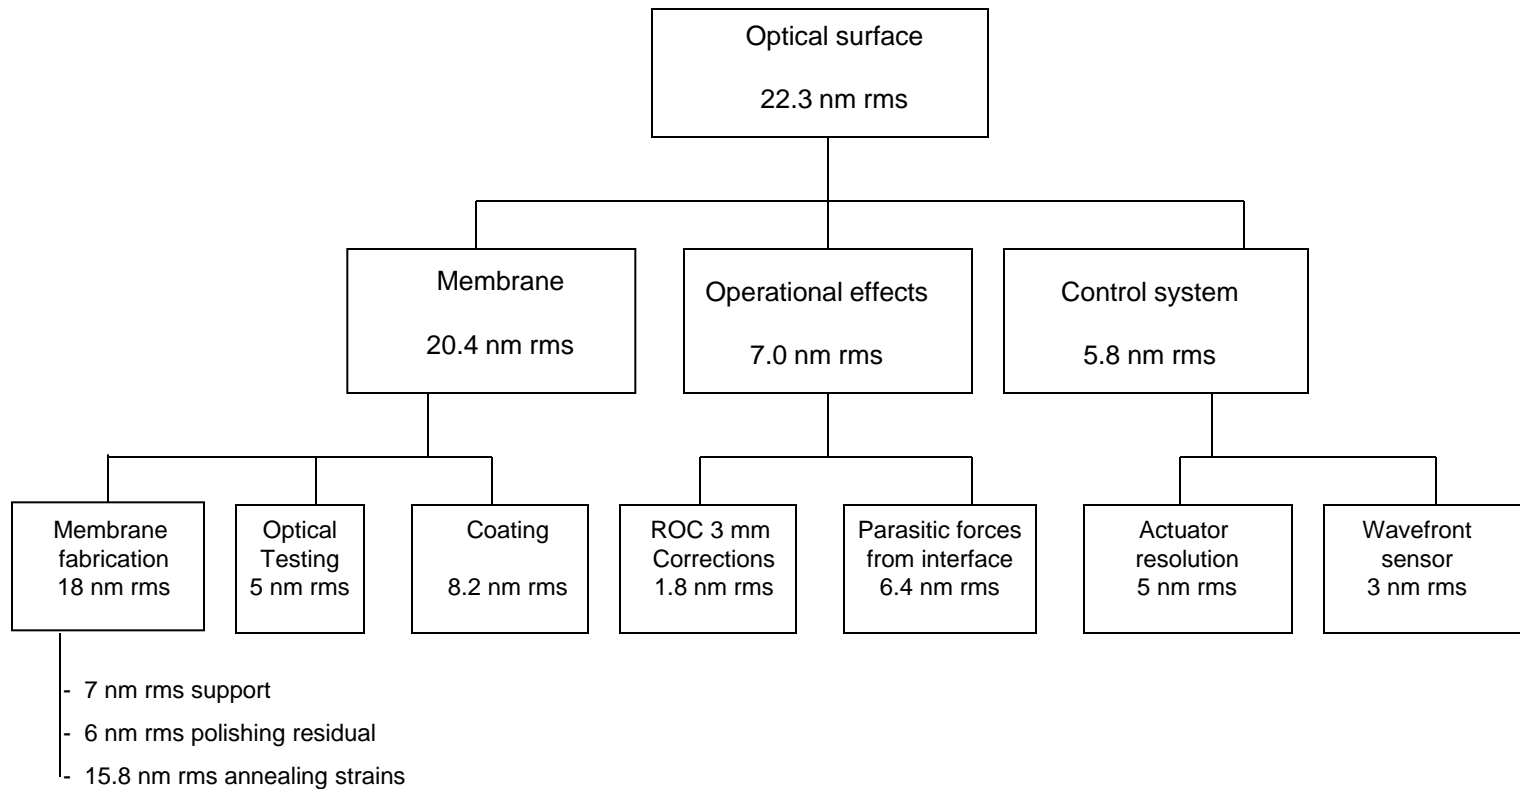 Optical surface
22.3 nm rms
Membrane
20.4 nm rms
Operational effects
7.0 nm rms
Control system
5.8 nm rms
Membrane
fabrication
18 nm rms
Optical
Testing
5 nm rms
Coating
8.2 nm rms
ROC 3 mm
Corrections
1.8 nm rms
Parasitic forces
from interface
6.4 nm rms
Actuator
resolution
5 nm rms
Wavefront
sensor
3 nm rms
- 7 nm rms support
- 6 nm rms polishing residual
- 15.8 nm rms annealing strains